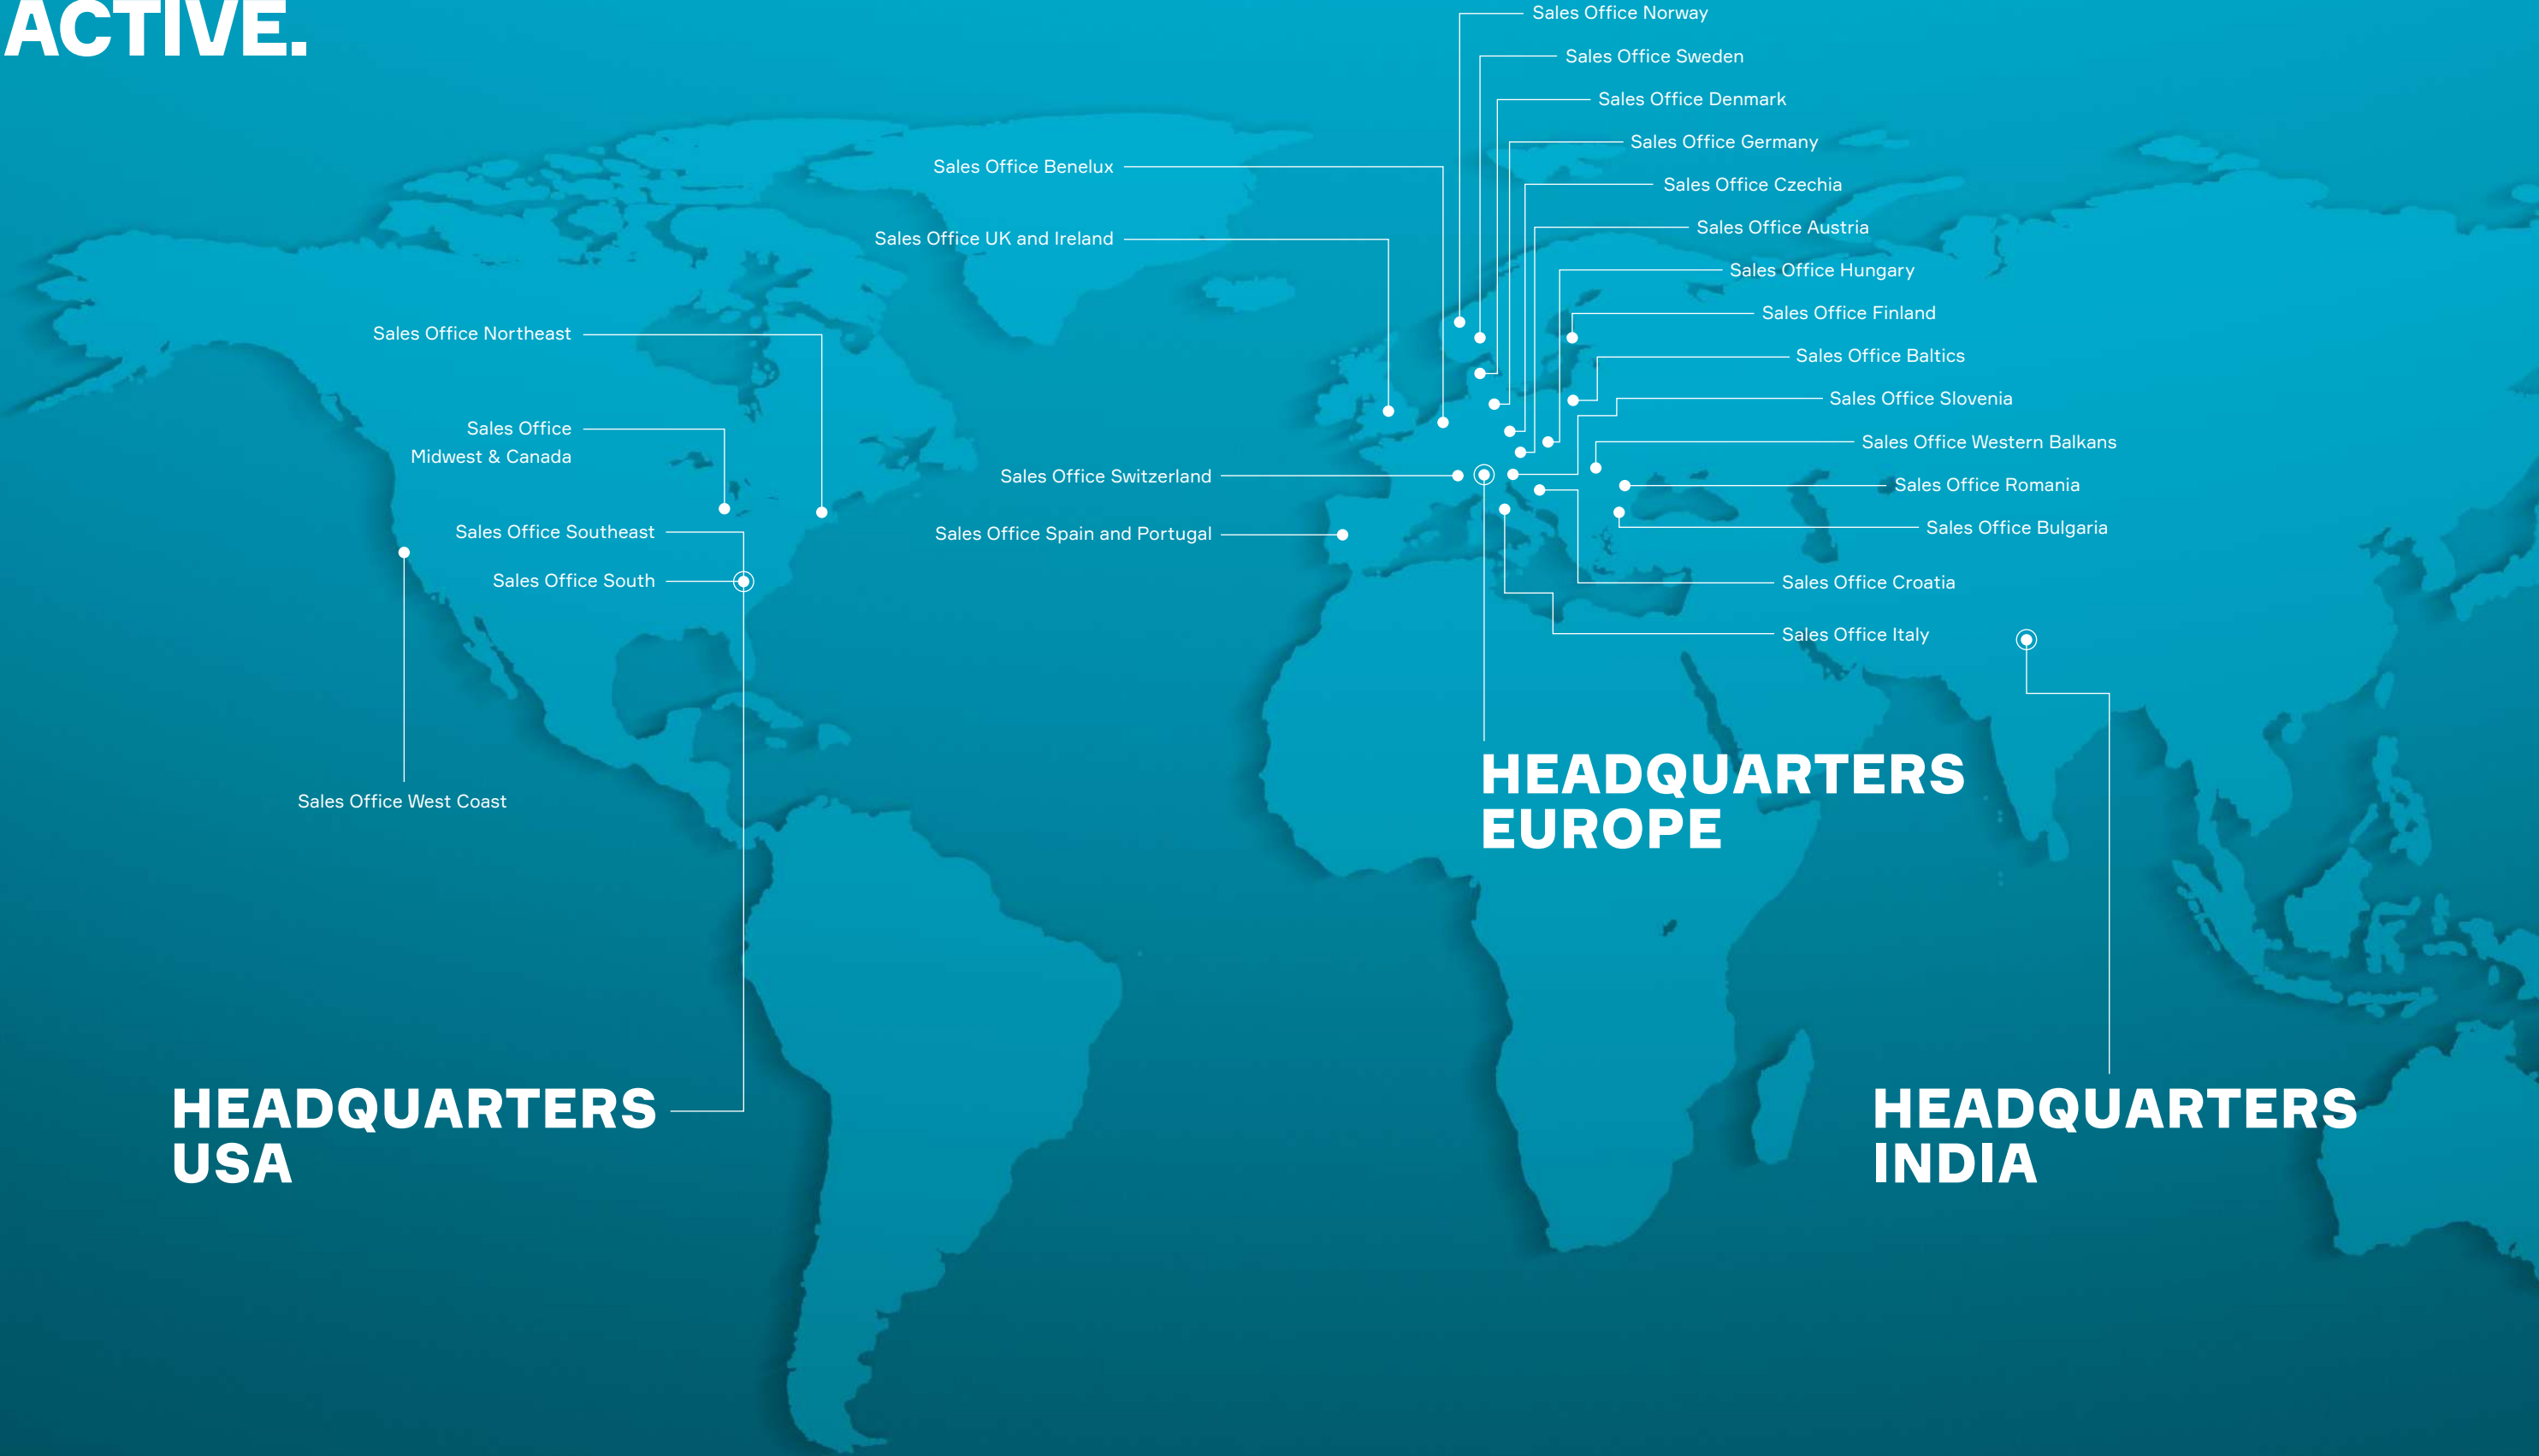 ACTIVE.
Sales Office Norway
Sales Office Sweden
Sales Office Denmark
Sales Office Germany
Sales Office Benelux
Sales Office Czechia
Sales Office Austria
Sales Office UK and Ireland
Sales Office Hungary
Sales Office Finland
Sales Office Northeast
Sales Office Baltics
Sales Office Slovenia
Sales Office
Midwest & Canada
Sales Office Western Balkans
Sales Office Switzerland
Sales Office Romania
Sales Office Southeast
Sales Office Spain and Portugal
Sales Office Bulgaria
Sales Office South
Sales Office Croatia
Sales Office Italy
HEADQUARTERS
EUROPE
Sales Office West Coast
HEADQUARTERS
USA
HEADQUARTERS
INDIA